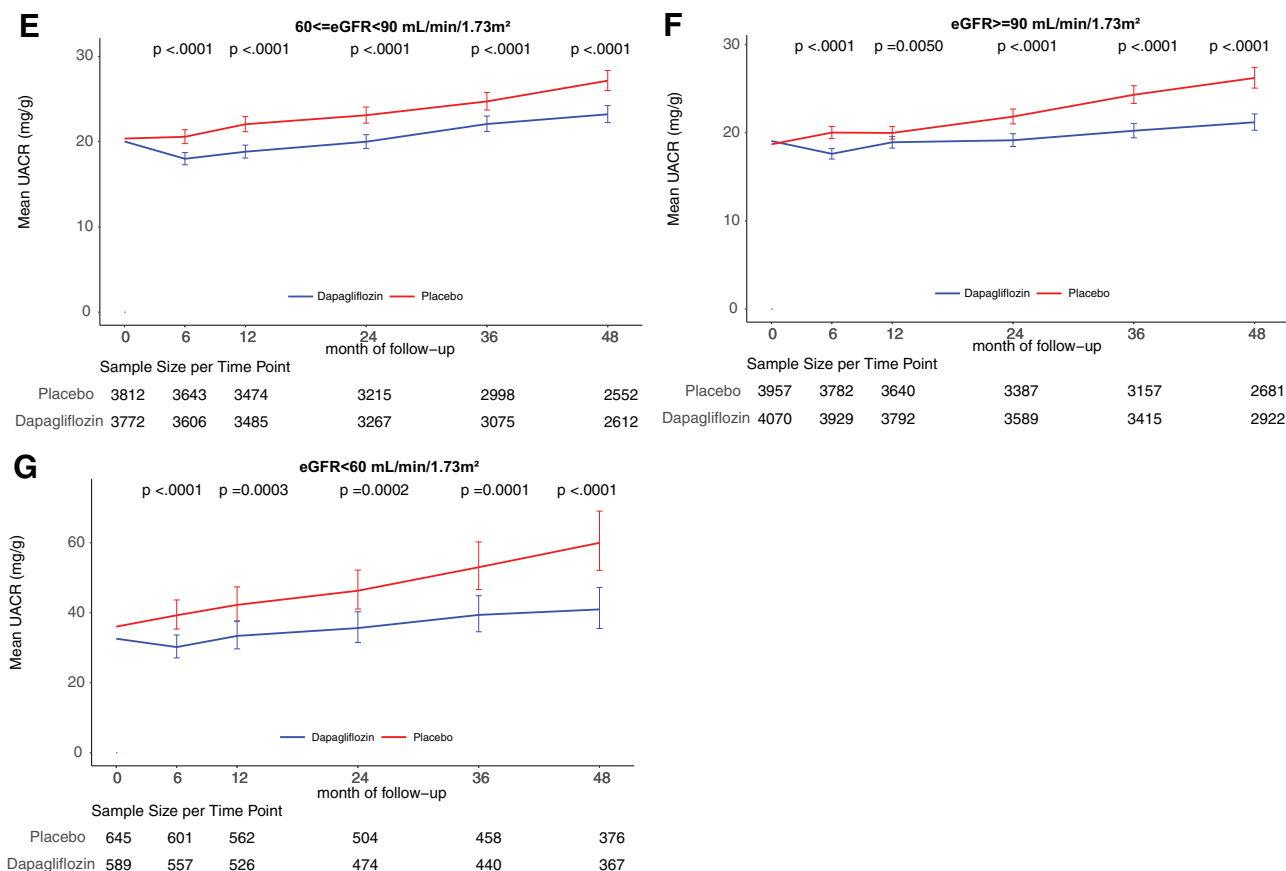 E
60<=eGFR<90 mL/min/1.73m²
p <.0001 p <.0001 p <.0001 p <.0001 p <.0001
Mean UACR (mg/g)
30
20
10
0
Dapagliflozin Placebo
0 6 12 24 36 48
month of follow−up
Sample Size per Time Point
Placebo 3812 3643 3474 3215 2998 2552
Dapagliflozin 3772 3606 3485 3267 3075 2612
F
eGFR>=90 mL/min/1.73m²
p <.0001 p =0.0050 p <.0001 p <.0001 p <.0001
Mean UACR (mg/g)
30
20
10
0
Dapagliflozin Placebo
0 6 12 24 36 48
month of follow−up
Sample Size per Time Point
Placebo 3957 3782 3640 3387 3157 2681
Dapagliflozin 4070 3929 3792 3589 3415 2922
G
eGFR<60 mL/min/1.73m²
p <.0001 p =0.0003 p =0.0002 p =0.0001 p <.0001
Mean UACR (mg/g)
60
40
20
0
Dapagliflozin Placebo
0 6 12 24 36 48
month of follow−up
Sample Size per Time Point
Placebo 645 601 562 504 458 376
Dapagliflozin 589 557 526 474 440 367